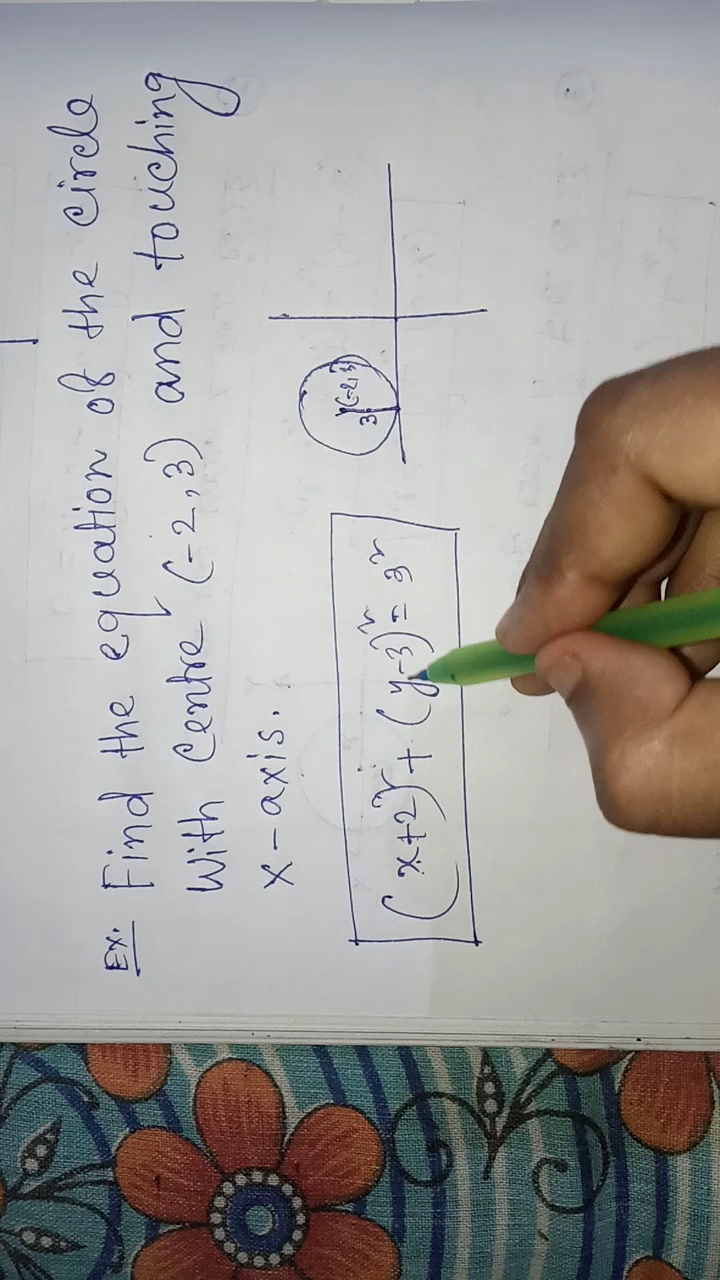 Ex. Find the equation of the circle
With Centre (-2,3) and touching
x-axis.
(-2,3)
3
(x+2)² + (y-3)² = 3²